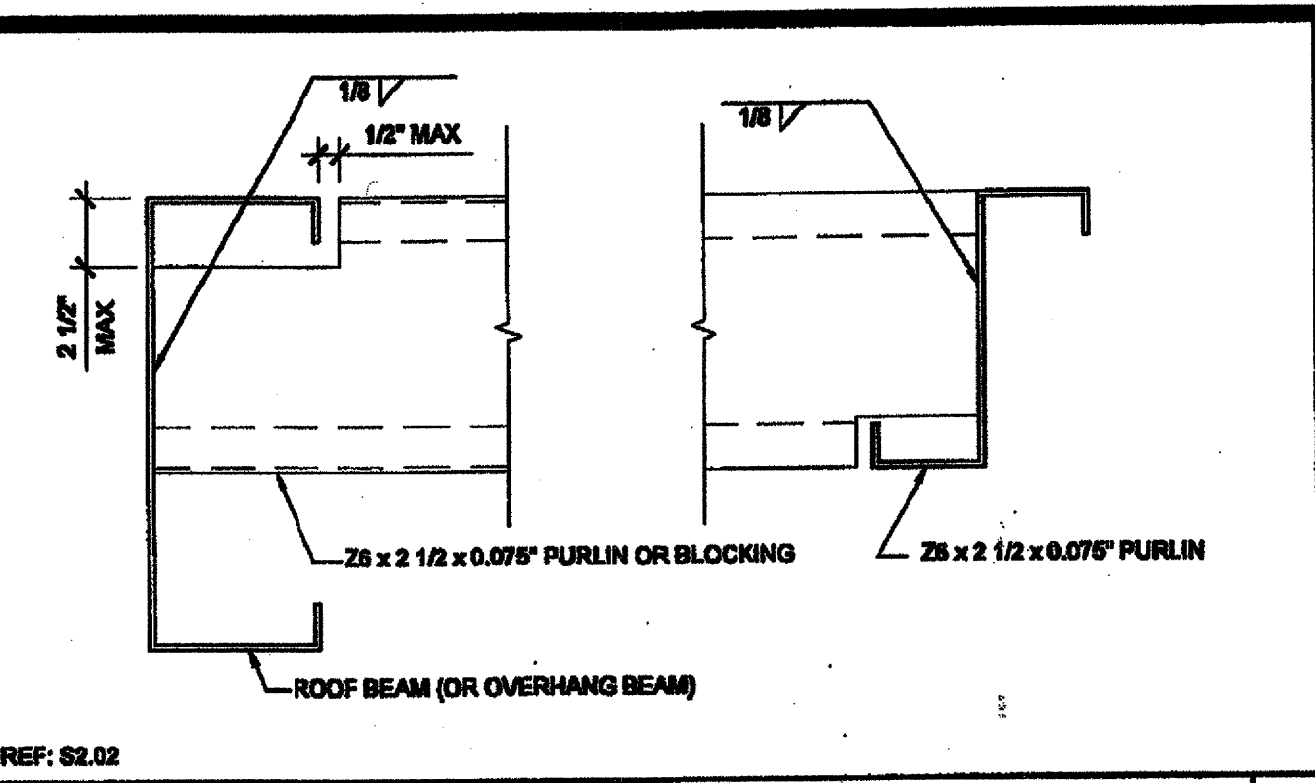 1/8
1/2" MAX
1/8
2 1/2"
MAX
Z6 x 2 1/2 x 0.075" PURLIN OR BLOCKING
Z6 x 2 1/2 x 0.075" PURLIN
ROOF BEAM (OR OVERHANG BEAM)
REF: S2.02